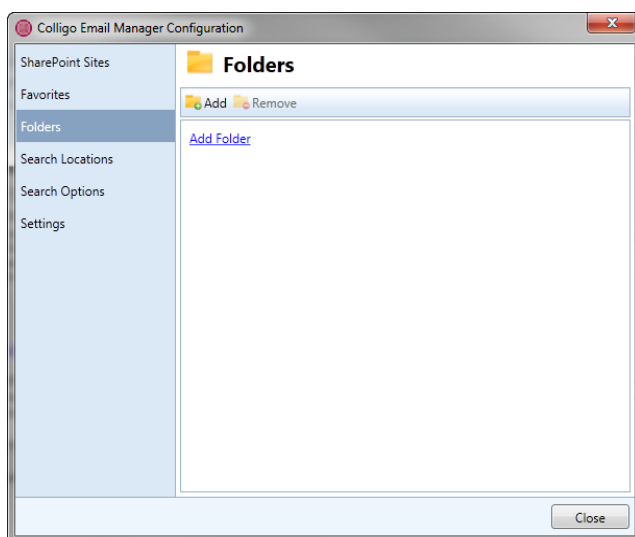 Colligo Email Manager Configuration
SharePoint Sites
Favorites
Folders
Search Locations
Search Options
Settings
Folders
Add Remove
Add Folder
Close